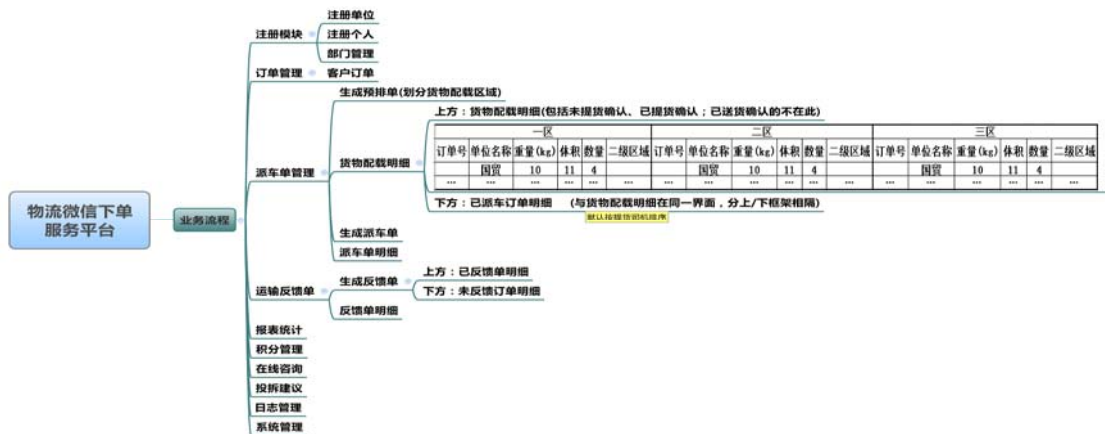 物流微信下单
服务平台
业务流程
注册模块
注册单位
注册个人
部门管理
订单管理
客户订单
派车单管理
生成预排单(划分货物配载区域)
货物配载明细
上方：货物配载明细(包括未提货确认、已提货确认；已送货确认的不在此)
一区 二区 三区
订单号 单位名称 重量(kg) 体积 数量 二级区域 订单号 单位名称 重量(kg) 体积 数量 二级区域 订单号 单位名称 重量(kg) 体积 数量 二级区域
国贸 10 11 4 国贸 10 11 4 国贸 10 11 4
... ... ... ... ... ... ... ... ... ... ... ... ... ... ... ... ... ...
下方：已派车订单明细 (与货物配载明细在同一界面，分上/下框架相隔)
默认按提货司机排序
生成派车单
派车单明细
运输反馈单
生成反馈单
上方：已反馈单明细
下方：未反馈订单明细
反馈单明细
报表统计
积分管理
在线咨询
投拆建议
日志管理
系统管理